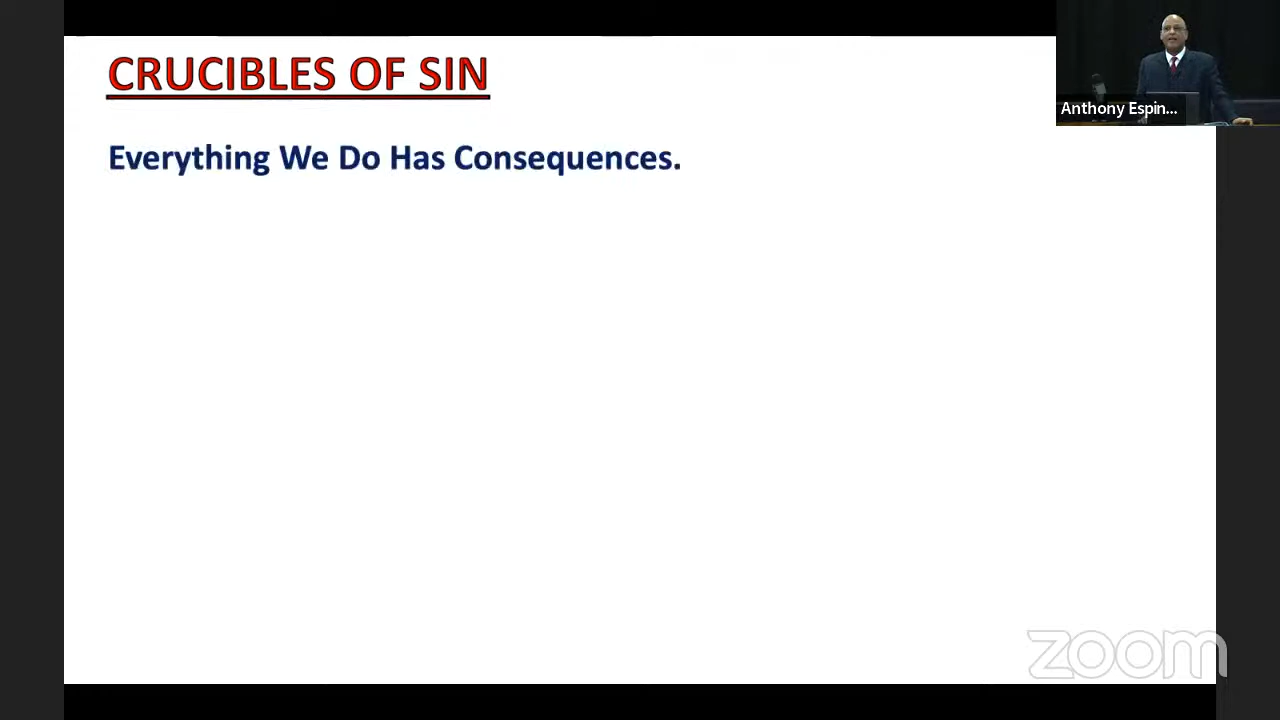 CRUCIBLES OF SIN
Everything We Do Has Consequences.
Anthony Espin...
zoom